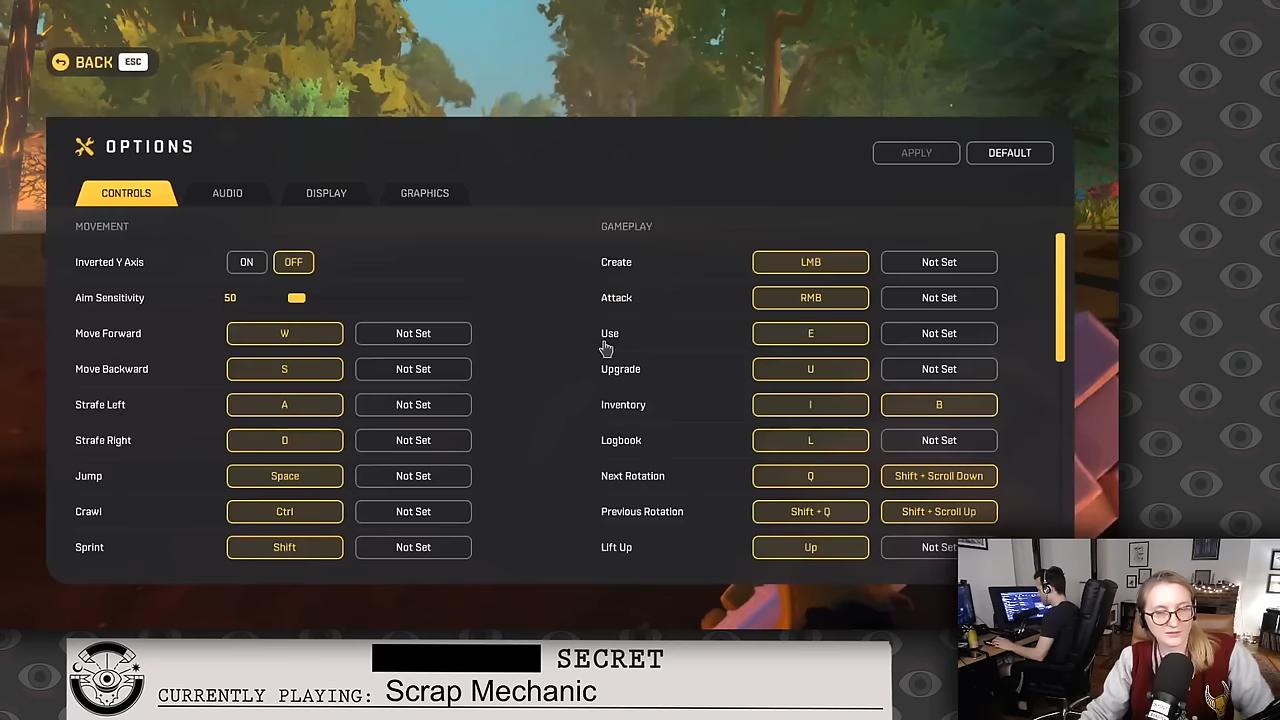 BACK ESC
OPTIONS
APPLY DEFAULT
CONTROLS AUDIO DISPLAY GRAPHICS
MOVEMENT
Inverted Y Axis ON OFF
Aim Sensitivity 50
Move Forward W Not Set
Move Backward S Not Set
Strafe Left A Not Set
Strafe Right D Not Set
Jump Space Not Set
Crawl Ctrl Not Set
Sprint Shift Not Set
GAMEPLAY
Create LMB Not Set
Attack RMB Not Set
Use E Not Set
Upgrade U Not Set
Inventory I B
Logbook L Not Set
Next Rotation Q Shift + Scroll Down
Previous Rotation Shift + Q Shift + Scroll Up
Lift Up Up Not Set
SECRET
CURRENTLY PLAYING: Scrap Mechanic